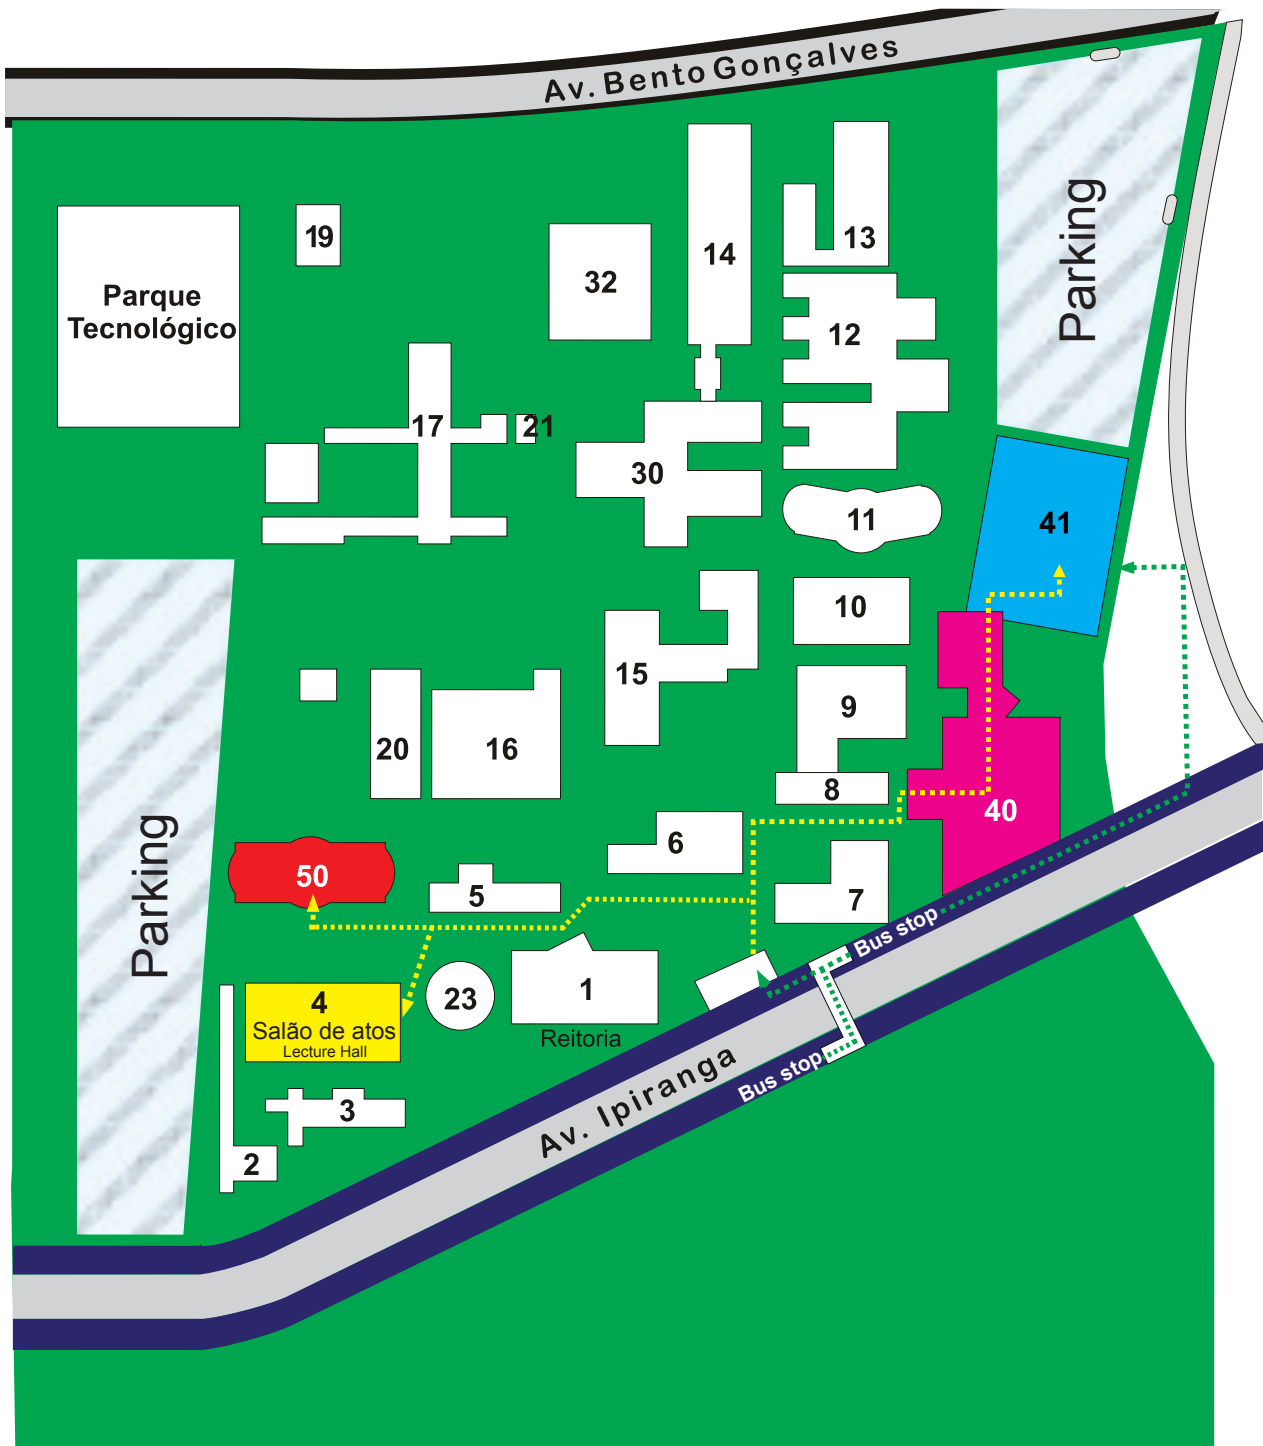 Av. Bento Gonçalves
Parking
19
14
13
32
Parque
Tecnológico
12
17
21
30
11
41
10
15
9
20
16
8
40
6
50
5
7
Parking
Bus stop
23
1
4
Salão de atos
Lecture Hall
Reitoria
Bus stop
Av. Ipiranga
3
2